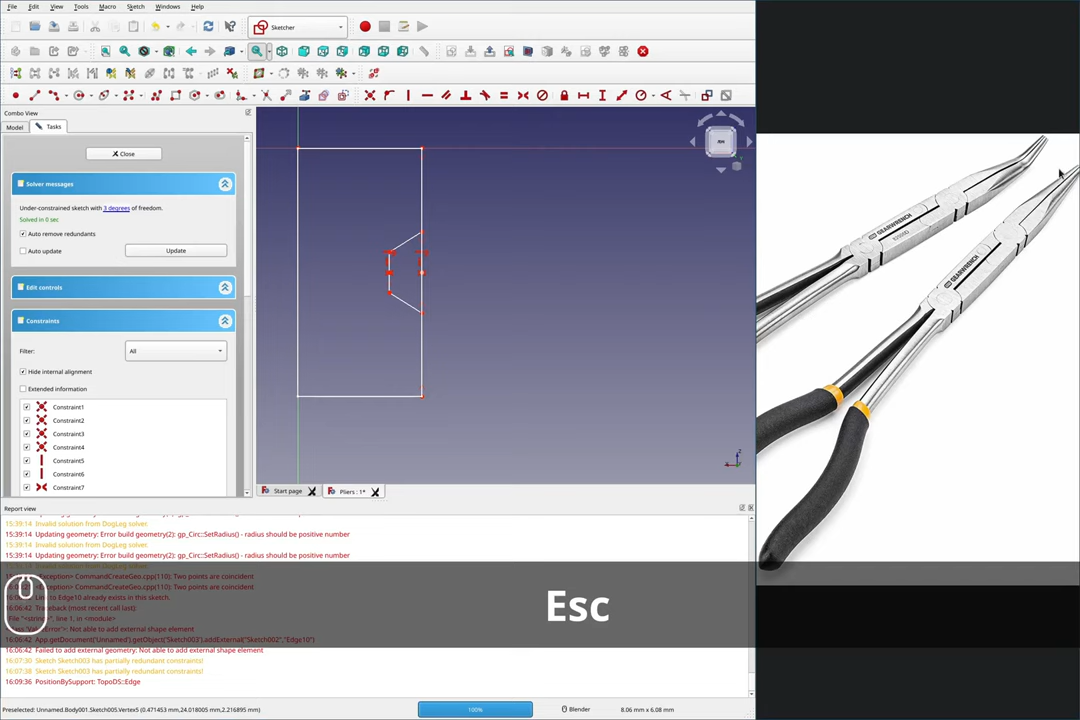 File Edit View Tools Macro Sketch Windows Help
Sketcher
Combo View
Model Tasks
Close
Solver messages
Under-constrained sketch with 3 degrees of freedom.
Solved in 0 sec
Auto remove redundants
Auto update Update
Edit controls
Constraints
Filter: All
Hide internal alignment
Extended information
Constraint1
Constraint2
Constraint3
Constraint4
Constraint5
Constraint6
Constraint7
GEARWRENCH
GEARWRENCH
Start page Pliers : 1*
Report view
15:39:14 Invalid solution from DogLeg solver.
15:39:14 Updating geometry: Error build geometry(2): gp_Circ::SetRadius() - radius should be positive number
15:39:14 Invalid solution from DogLeg solver.
15:39:14 Updating geometry: Error build geometry(2): gp_Circ::SetRadius() - radius should be positive number
CommandCreateGeo.cpp(110): Two points are coincident
CommandCreateGeo.cpp(110): Two points are coincident
Link to Edge10 already exists in this sketch.
16:06:42 Traceback (most recent call last):
File "<string>", line 1, in <module>
Not able to add external shape element
16:06:42 App.getDocument('Unnamed').getObject('Sketch003').addExternal("Sketch002","Edge10")
16:06:42 Failed to add external geometry: Not able to add external shape element
16:07:30 Sketch Sketch003 has partially redundant constraints!
16:07:38 Sketch Sketch003 has partially redundant constraints!
16:09:36 PositionBySupport: TopoDS::Edge
Esc
Preselected: Unnamed.Body001.Sketch005.Vertex5 (0.471453 mm,24.018005 mm,2.216895 mm) 100% Blender 8.06 mm x 6.08 mm